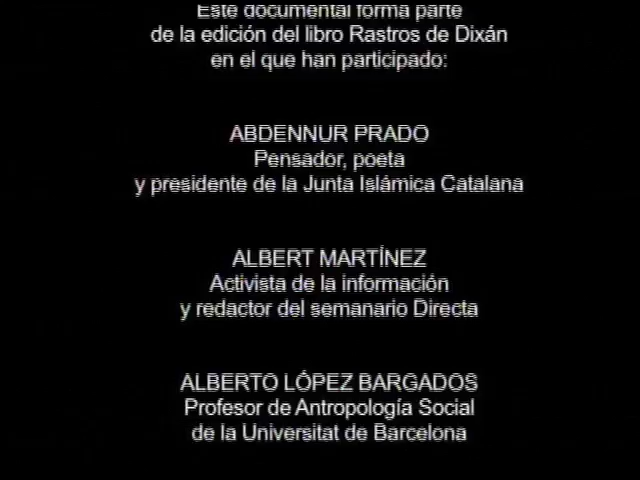 Este documental forma parte
de la edición del libro Rastros de Dixán
en el que han participado:
ABDENNUR PRADO
Pensador, poeta
y presidente de la Junta Islámica Catalana
ALBERT MARTÍNEZ
Activista de la información
y redactor del semanario Directa
ALBERTO LÓPEZ BARGADOS
Profesor de Antropología Social
de la Universitat de Barcelona